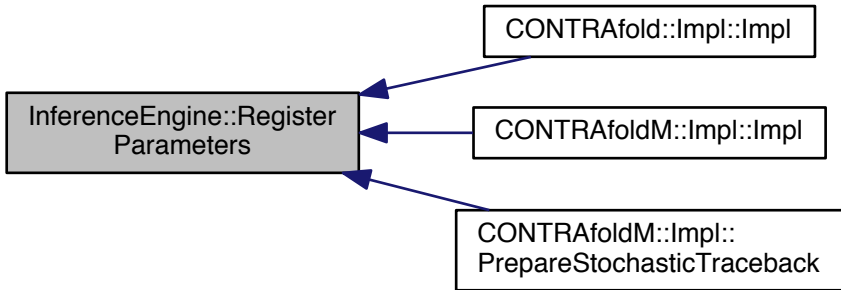 InferenceEngine::Register
Parameters
CONTRAfold::Impl::Impl
CONTRAfoldM::Impl::Impl
CONTRAfoldM::Impl::
PrepareStochasticTraceback